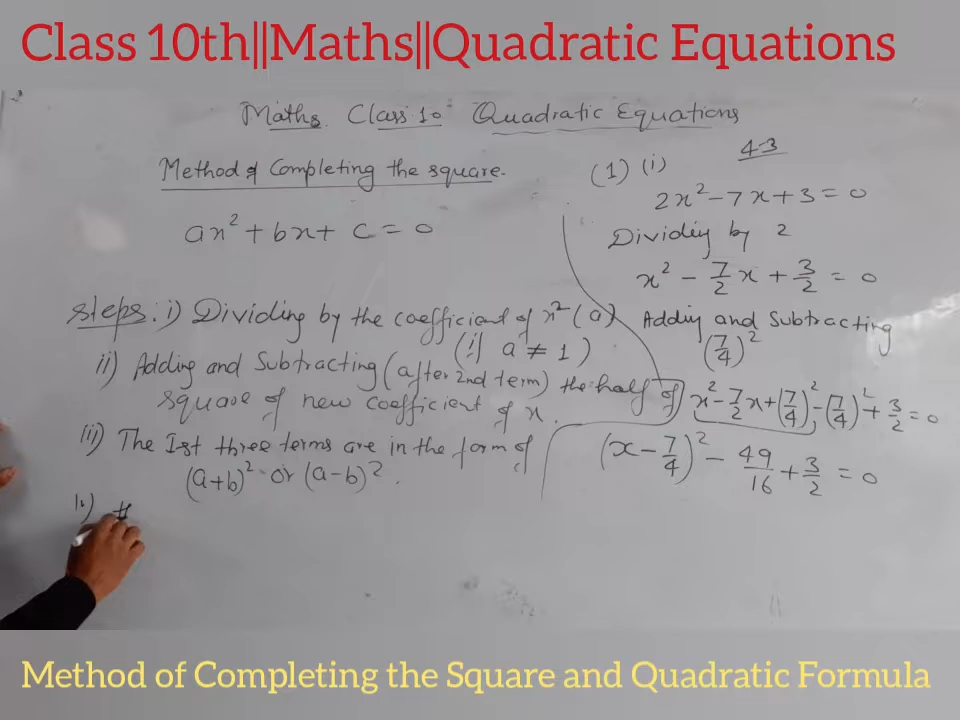 Class 10th||Maths||Quadratic Equations
Maths Class 10 Quadratic Equations
Method of Completing the square.
ax² + bx + c = 0
Steps: i) Dividing by the coefficient of x² (a)
(if a ≠ 1)
ii) Adding and Subtracting (after 2nd term) the half of
square of new coefficient of x.
iii) The Ist three terms are in the form of
(a+b)² or (a-b)².
iv)
4.3
(1) (i)
2x² - 7x + 3 = 0
Dividing by 2
x² - 7/2 x + 3/2 = 0
Adding and Subtracting
(7/4)²
x² - 7/2 x + (7/4)² - (7/4)² + 3/2 = 0
(x - 7/4)² - 49/16 + 3/2 = 0
Method of Completing the Square and Quadratic Formula